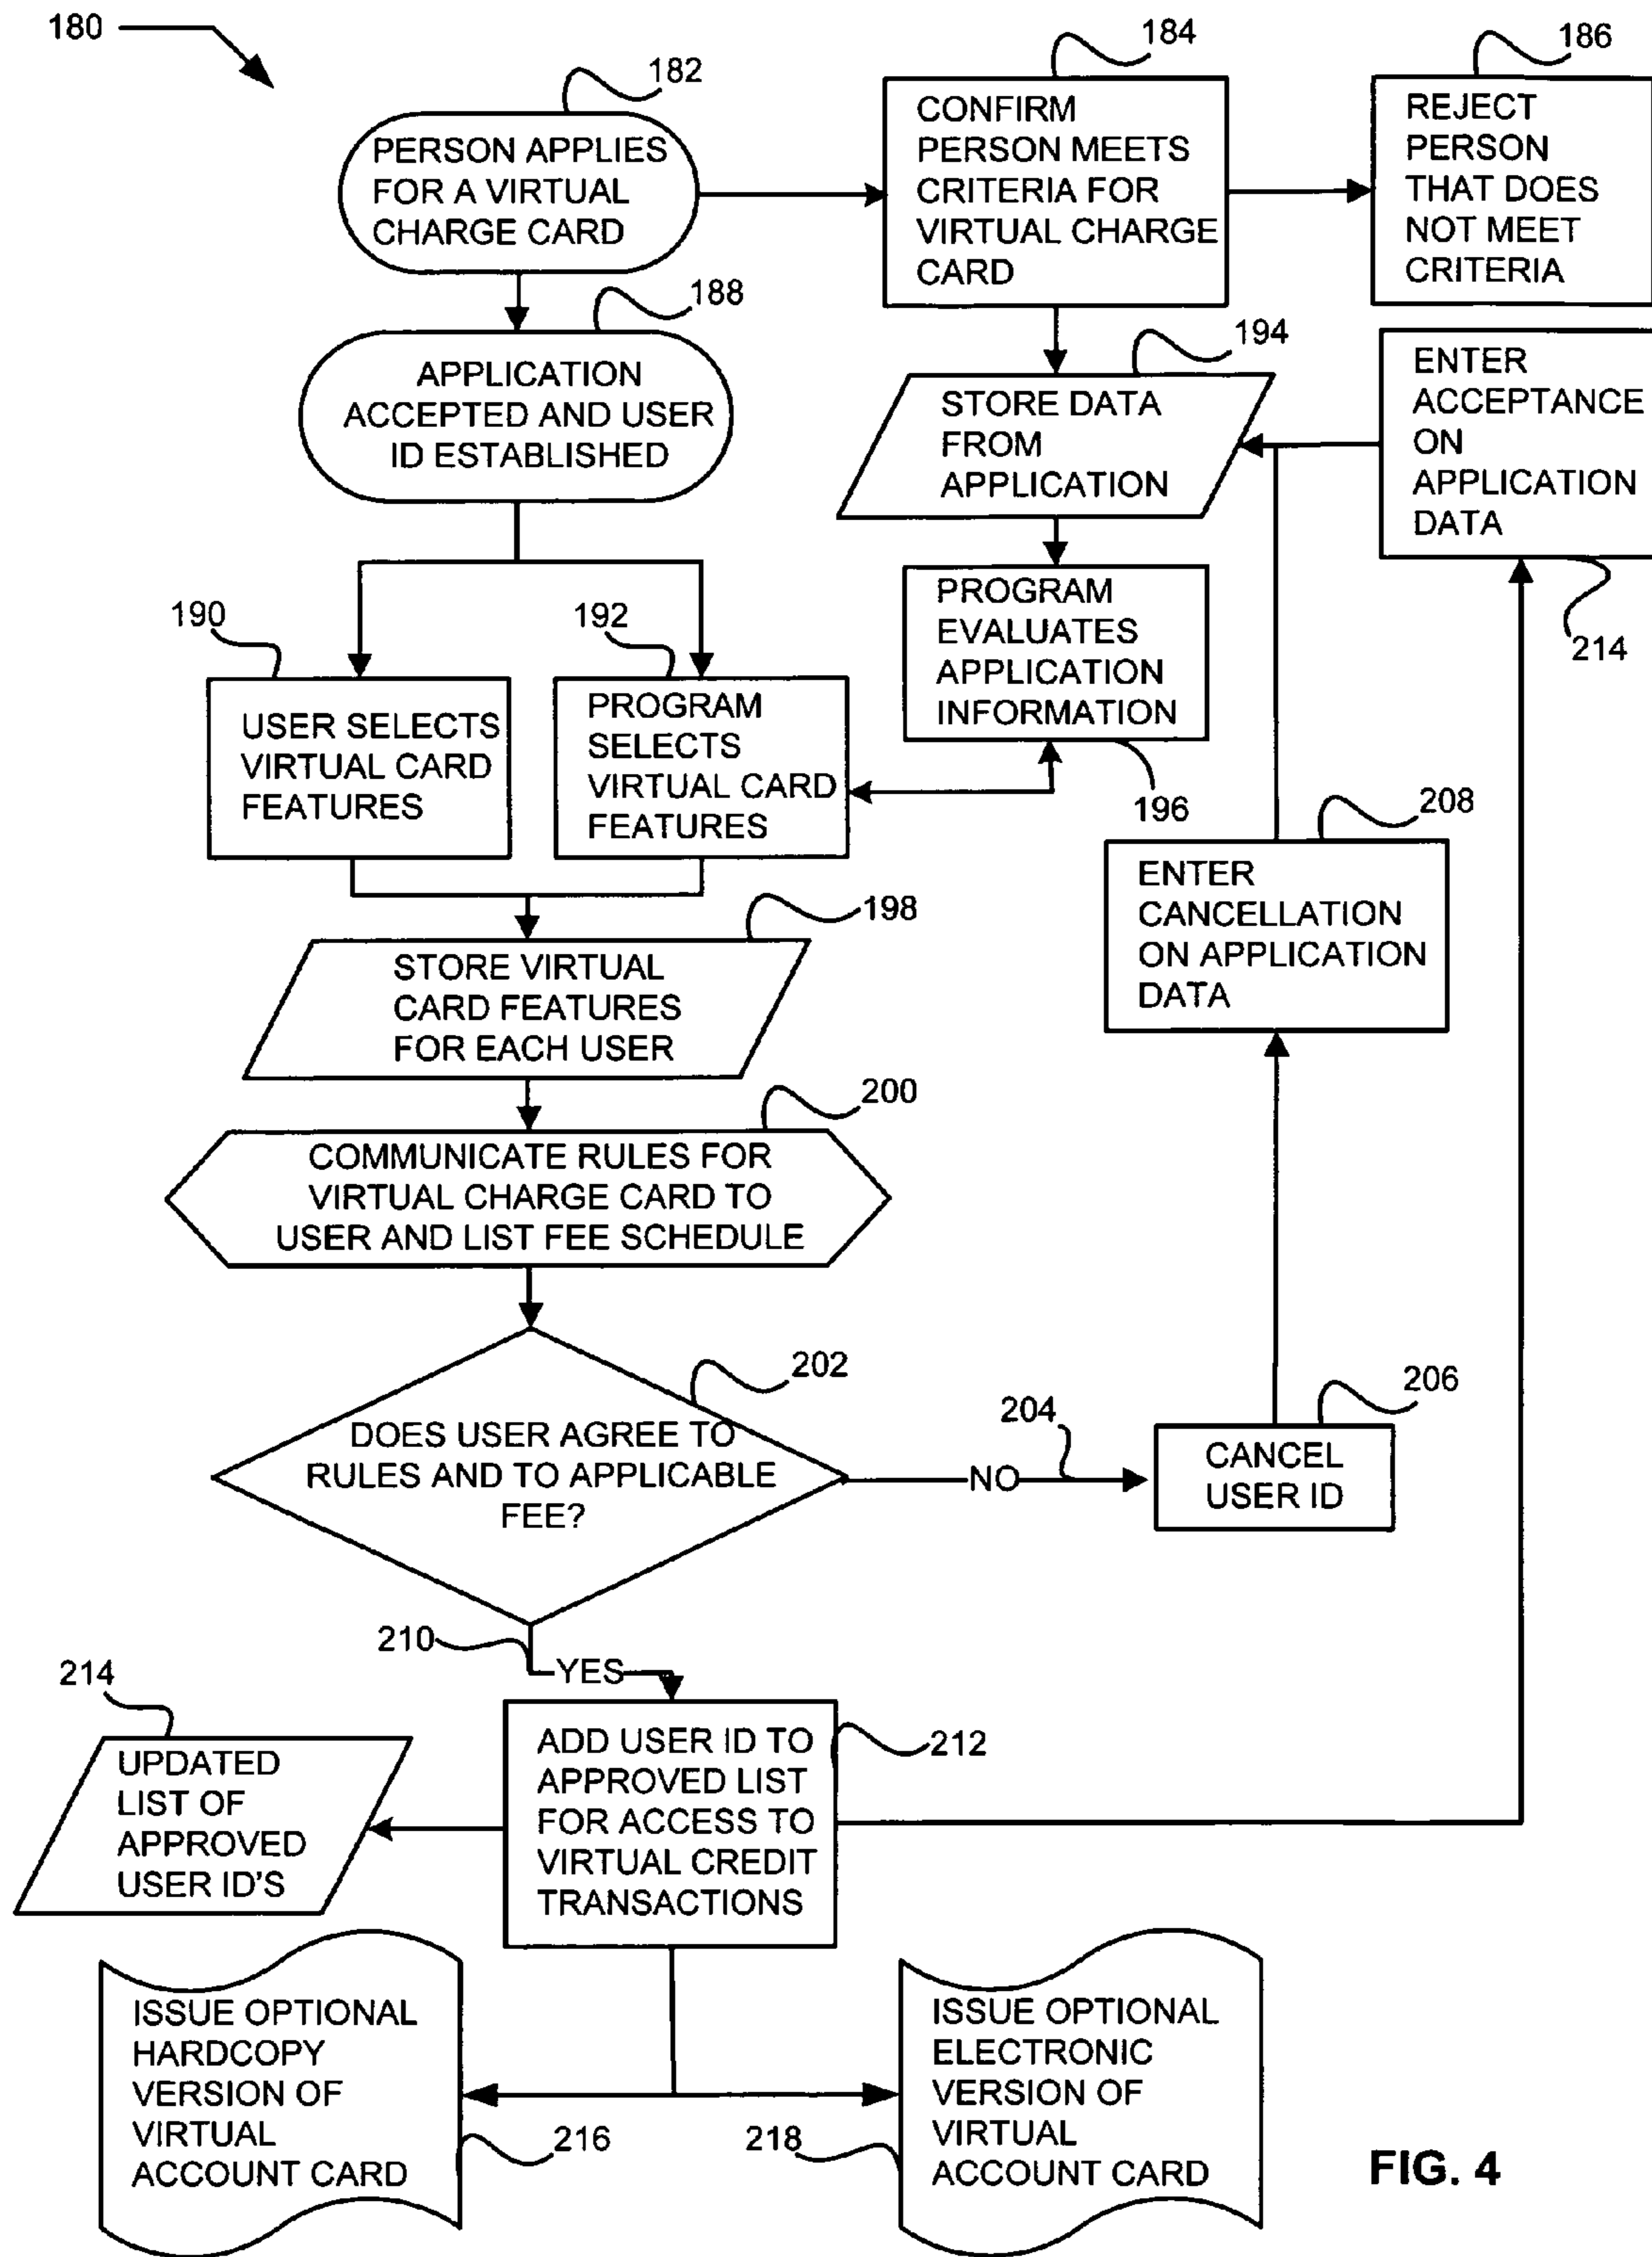 180
182
PERSON APPLIES
FOR A VIRTUAL
CHARGE CARD
184
CONFIRM
PERSON MEETS
CRITERIA FOR
VIRTUAL CHARGE
CARD
186
REJECT
PERSON
THAT DOES
NOT MEET
CRITERIA
188
APPLICATION
ACCEPTED AND USER
ID ESTABLISHED
194
STORE DATA
FROM
APPLICATION
ENTER
ACCEPTANCE
ON
APPLICATION
DATA
214
190
USER SELECTS
VIRTUAL CARD
FEATURES
192
PROGRAM
SELECTS
VIRTUAL CARD
FEATURES
PROGRAM
EVALUATES
APPLICATION
INFORMATION
196
208
ENTER
CANCELLATION
ON APPLICATION
DATA
198
STORE VIRTUAL
CARD FEATURES
FOR EACH USER
200
COMMUNICATE RULES FOR
VIRTUAL CHARGE CARD TO
USER AND LIST FEE SCHEDULE
202
DOES USER AGREE TO
RULES AND TO APPLICABLE
FEE?
204
NO
206
CANCEL
USER ID
210
YES
214
UPDATED
LIST OF
APPROVED
USER ID'S
212
ADD USER ID TO
APPROVED LIST
FOR ACCESS TO
VIRTUAL CREDIT
TRANSACTIONS
ISSUE OPTIONAL
HARDCOPY
VERSION OF
VIRTUAL
ACCOUNT CARD
216
218
ISSUE OPTIONAL
ELECTRONIC
VERSION OF
VIRTUAL
ACCOUNT CARD
FIG. 4